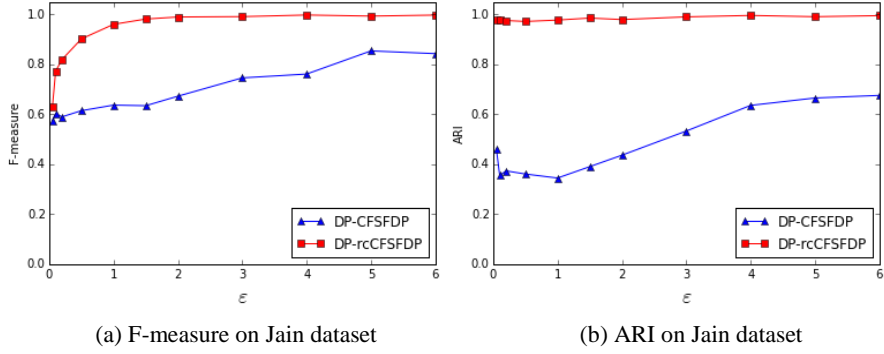 F-measure
1.0
0.8
0.6
0.4
0.2
0.0
0 1 2 3 4 5 6
ε
DP-CFSFDP
DP-rcCFSFDP
(a) F-measure on Jain dataset
ARI
1.0
0.8
0.6
0.4
0.2
0.0
0 1 2 3 4 5 6
ε
DP-CFSFDP
DP-rcCFSFDP
(b) ARI on Jain dataset